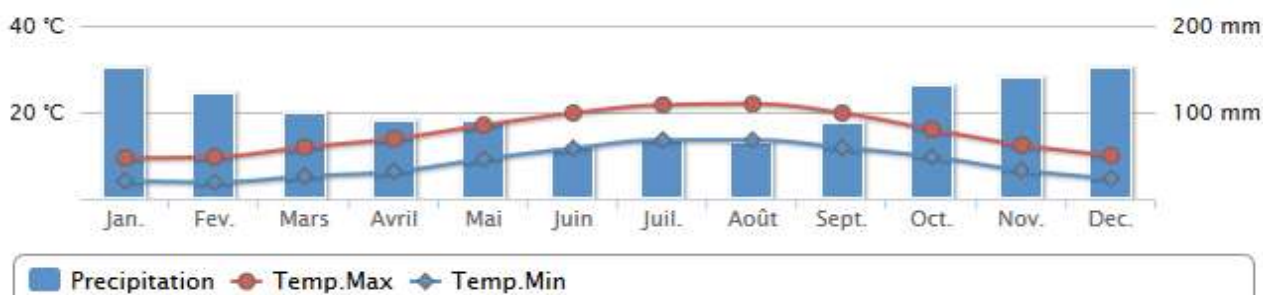 40 °C 200 mm
20 °C 100 mm
Jan. Fev. Mars Avril Mai Juin Juil. Août Sept. Oct. Nov. Dec.
Precipitation Temp.Max Temp.Min